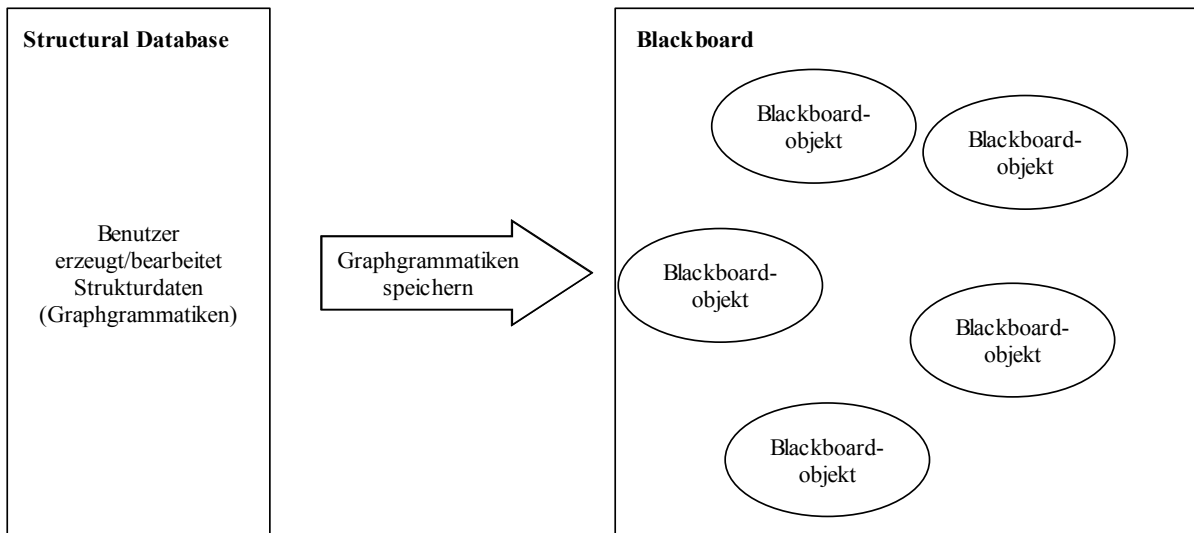 Structural Database
Benutzer
erzeugt/bearbeitet
Strukturdaten
(Graphgrammatiken)
Graphgrammatiken
speichern
Blackboard
Blackboard-
objekt
Blackboard-
objekt
Blackboard-
objekt
Blackboard-
objekt
Blackboard-
objekt